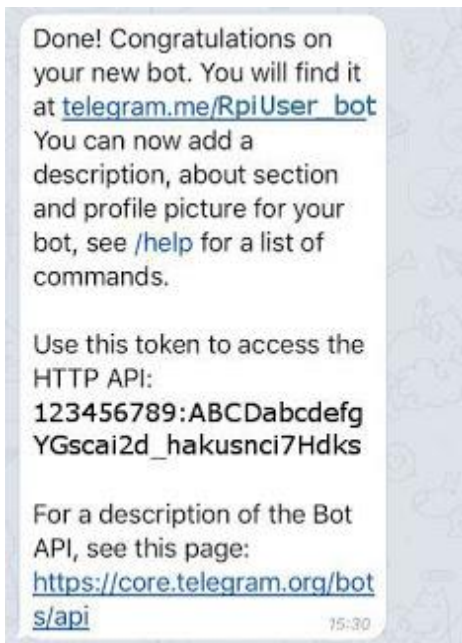 Done! Congratulations on
your new bot. You will find it
at telegram.me/RpiUser_bot
You can now add a
description, about section
and profile picture for your
bot, see /help for a list of
commands.
Use this token to access the
HTTP API:
123456789:ABCDabcdefg
YGscai2d_hakusnci7Hdks
For a description of the Bot
API, see this page:
https://core.telegram.org/bot
s/api
15:30